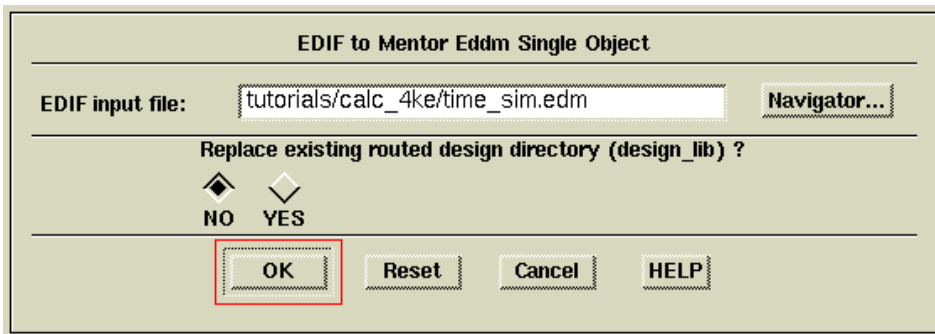 EDIF to Mentor Eddm Single Object
EDIF input file: tutorials/calc_4ke/time_sim.edm Navigator...
Replace existing routed design directory (design_lib) ?
NO YES
OK Reset Cancel HELP